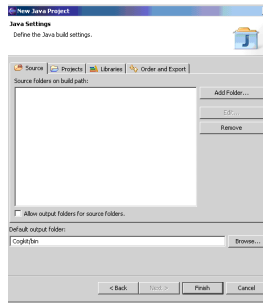 New Java Project
Java Settings
Define the Java build settings.
Source Projects Libraries Order and Export
Source folders on build path:
Add Folder...
Edit...
Remove
Allow output folders for source folders.
Default output folder:
Cogkit/bin Browse...
< Back Next > Finish Cancel